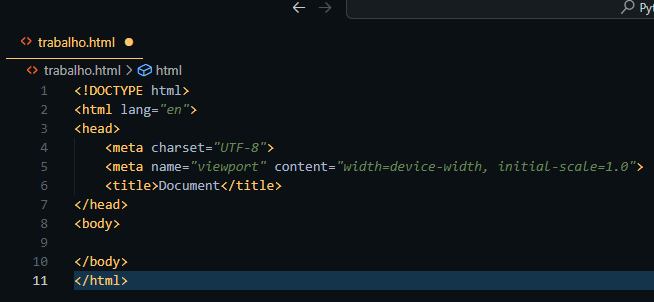 Pyt
trabalho.html
trabalho.html > html
1 <!DOCTYPE html>
2 <html lang="en">
3 <head>
4     <meta charset="UTF-8">
5     <meta name="viewport" content="width=device-width, initial-scale=1.0">
6     <title>Document</title>
7 </head>
8 <body>
9
10 </body>
11 </html>